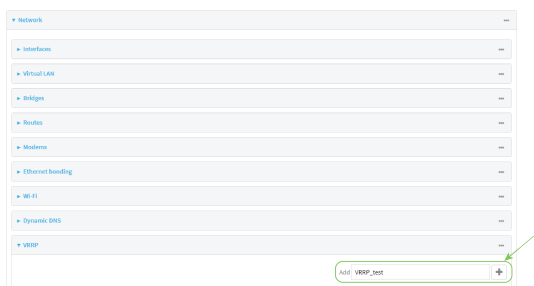 Network
Interfaces
Virtual LAN
Bridges
Routes
Modems
Ethernet bonding
Wi-Fi
Dynamic DNS
VRRP
Add VRRP_test